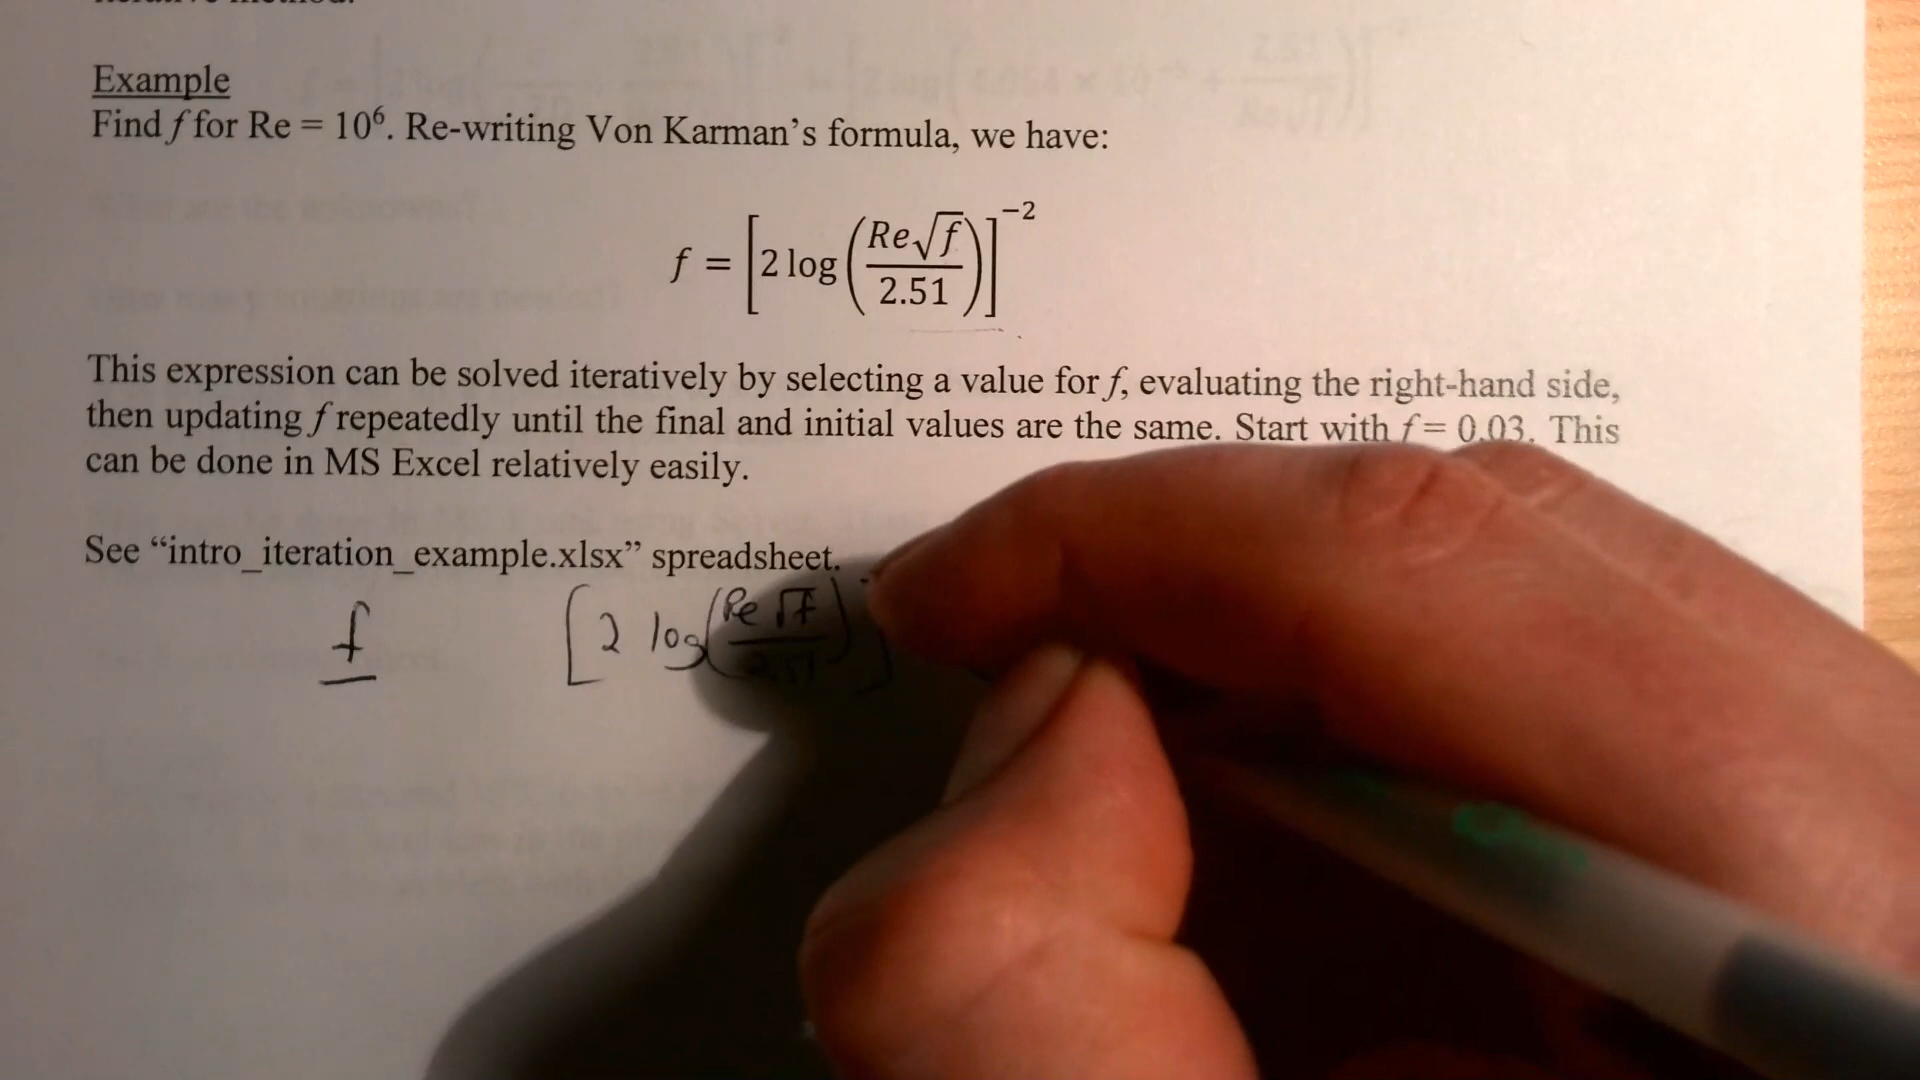 Example
Find f for Re = 10⁶. Re-writing Von Karman's formula, we have:
f = [2 log(Re√f / 2.51)]⁻²
This expression can be solved iteratively by selecting a value for f, evaluating the right-hand side,
then updating f repeatedly until the final and initial values are the same. Start with f = 0.03. This
can be done in MS Excel relatively easily.
See “intro_iteration_example.xlsx” spreadsheet.
f [2 log(Re√f / 2.51)]